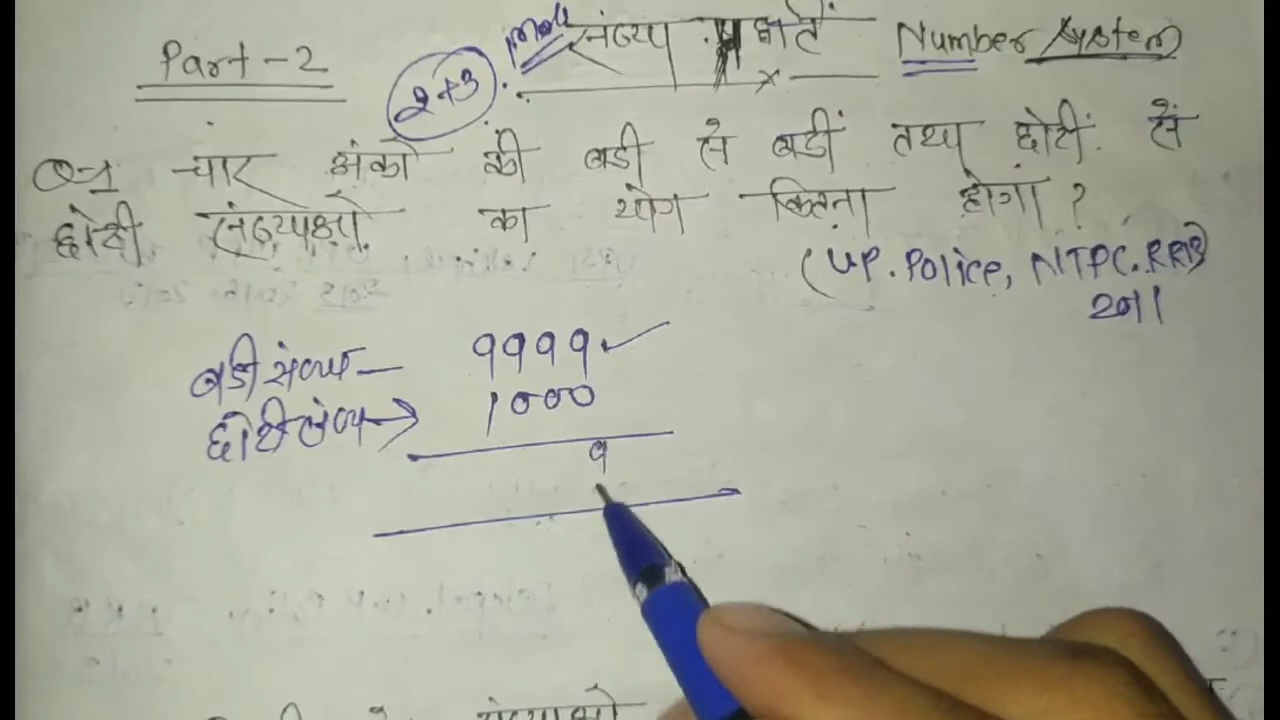 Part-2 2+3 संख्या पद्धति Number System
Q-1 चार अंको की बडी से बडीं तथा छोटीं से
छोटी संख्याओ का योग कितना होगा?
(UP. Police, NTPC. RRB)
2011
बडी संख्या — 9999 ✓
छोटी संख्या → 1000
9